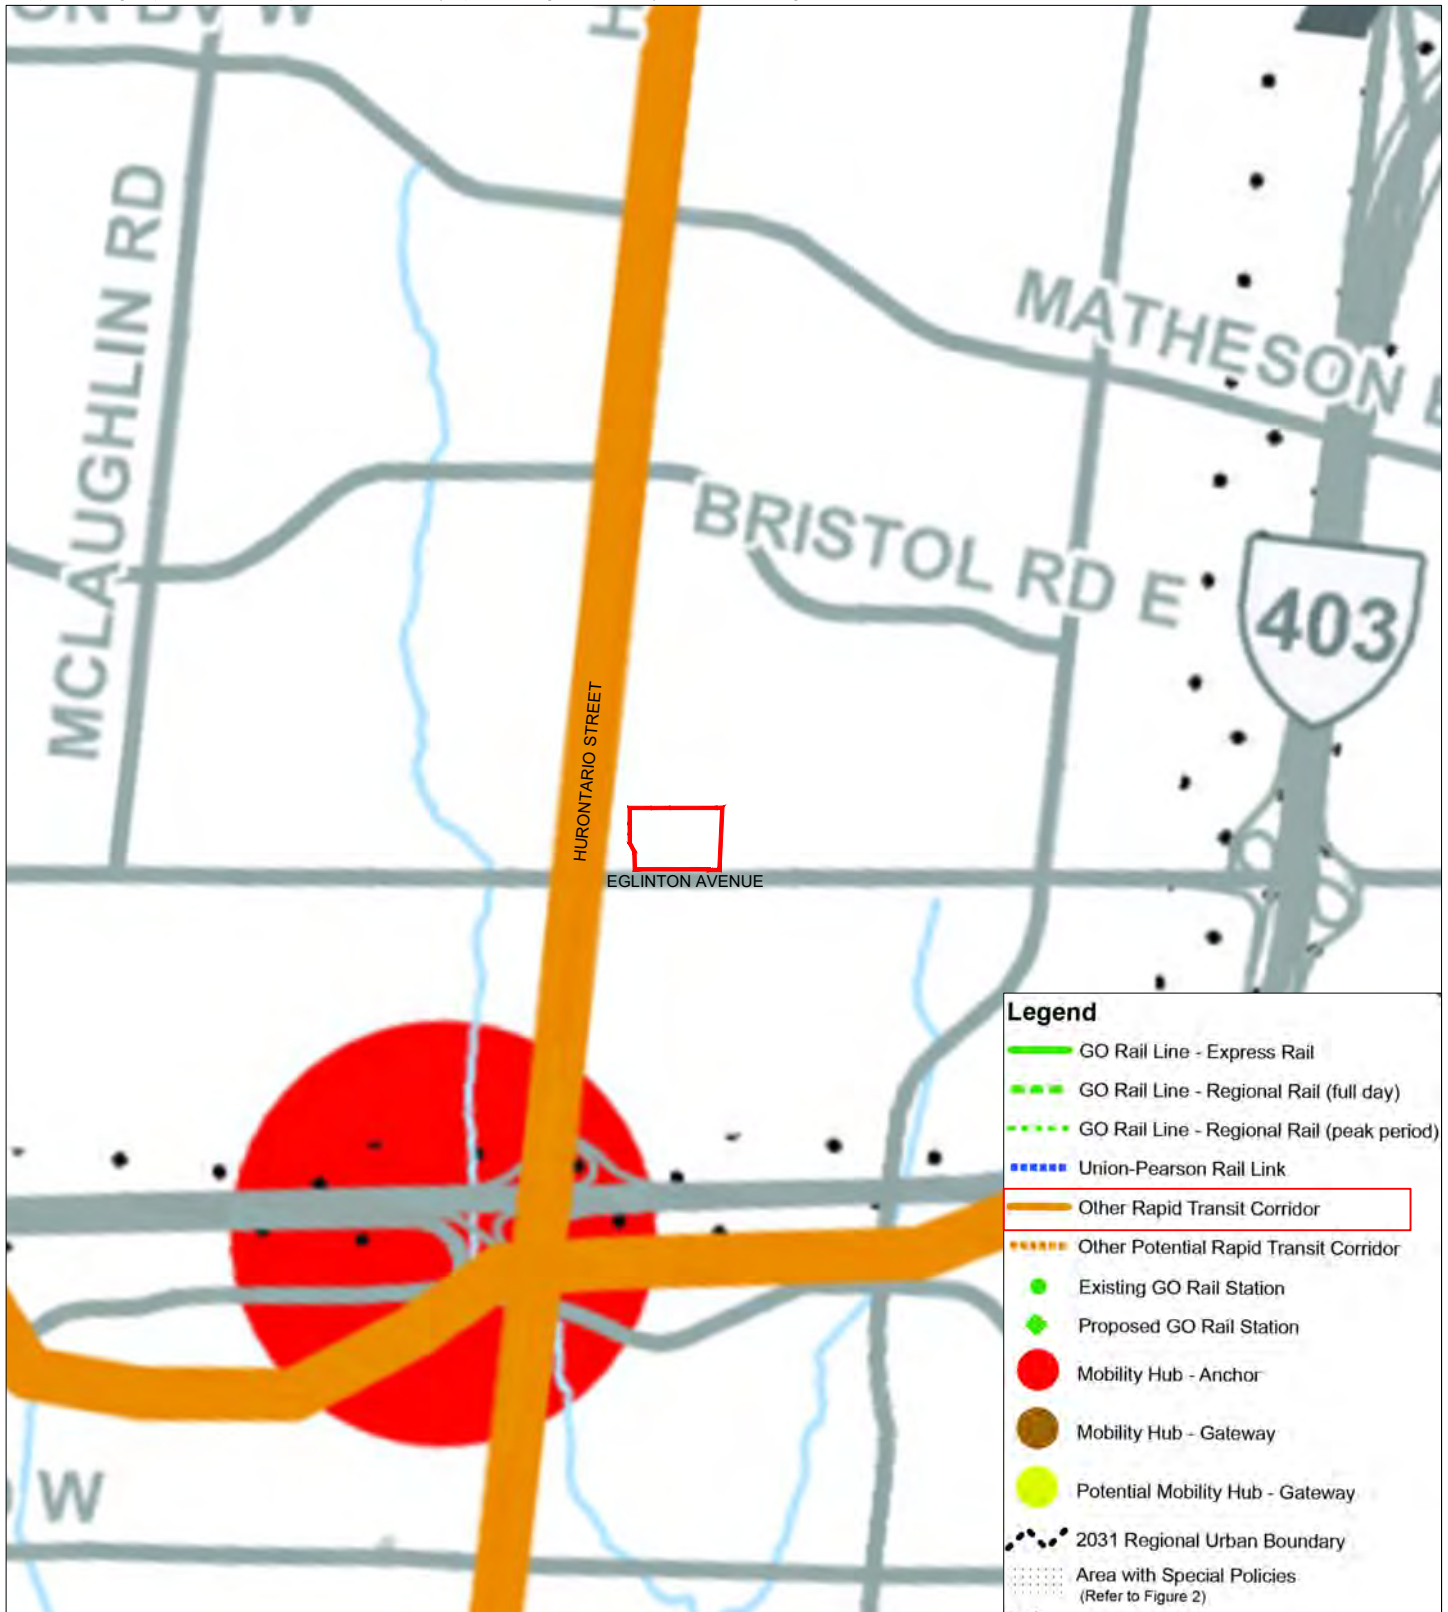 MCLAUGHLIN RD
MATHESON
BRISTOL RD E
403
HURONTARIO STREET
EGLINTON AVENUE
W
Legend
GO Rail Line - Express Rail
GO Rail Line - Regional Rail (full day)
GO Rail Line - Regional Rail (peak period)
Union-Pearson Rail Link
Other Rapid Transit Corridor
Other Potential Rapid Transit Corridor
Existing GO Rail Station
Proposed GO Rail Station
Mobility Hub - Anchor
Mobility Hub - Gateway
Potential Mobility Hub - Gateway
2031 Regional Urban Boundary
Area with Special Policies
(Refer to Figure 2)